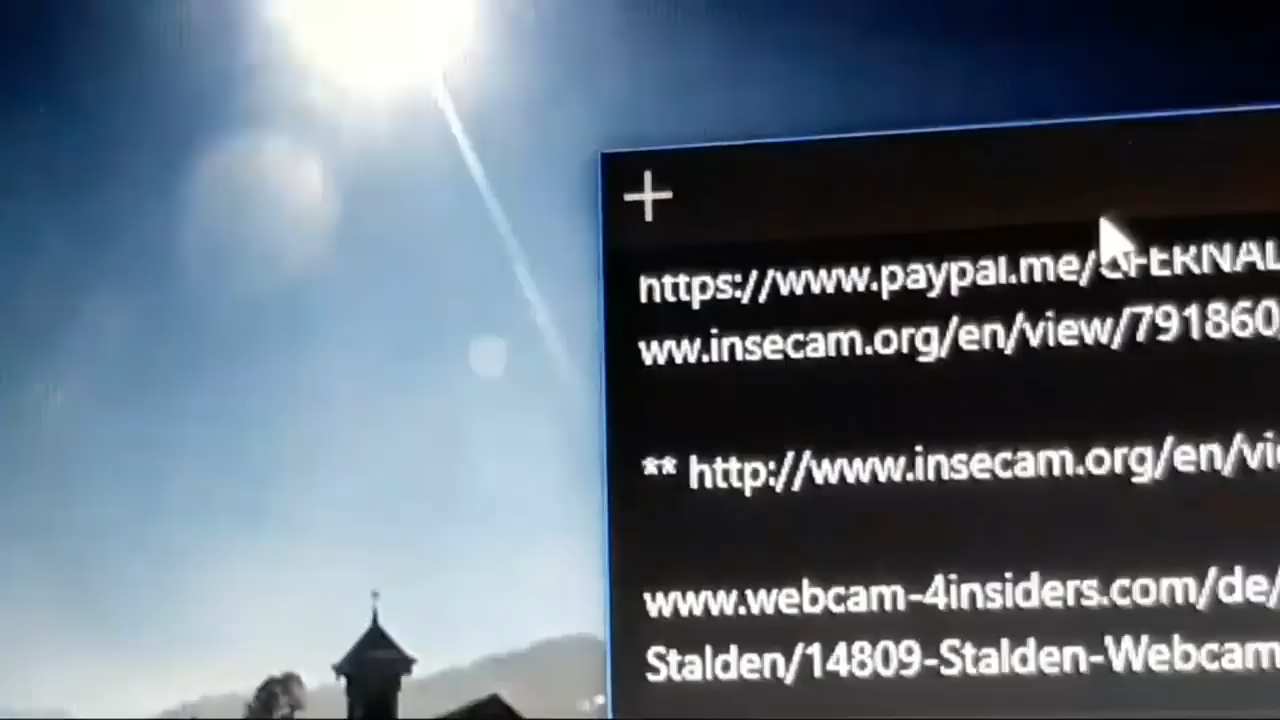 https://www.paypal.me/
ww.insecam.org/en/view/791860
** http://www.insecam.org/en/vi
www.webcam-4insiders.com/de/
Stalden/14809-Stalden-Webcam